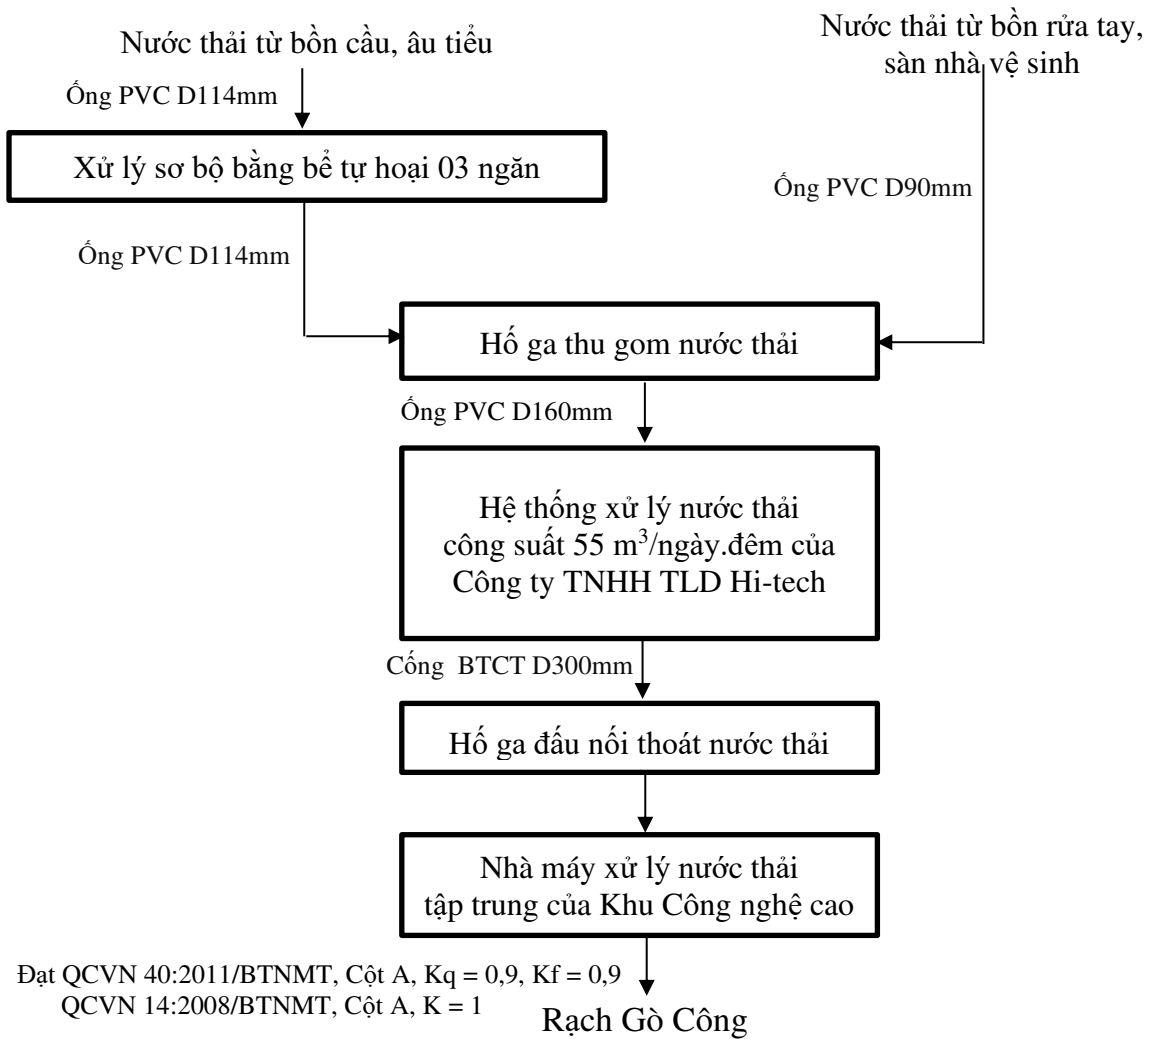 Nước thải từ bồn cầu, âu tiểu
Nước thải từ bồn rửa tay,
sàn nhà vệ sinh
Ống PVC D114mm
Xử lý sơ bộ bằng bể tự hoại 03 ngăn
Ống PVC D90mm
Ống PVC D114mm
Hố ga thu gom nước thải
Ống PVC D160mm
Hệ thống xử lý nước thải
công suất 55 m³/ngày.đêm của
Công ty TNHH TLD Hi-tech
Cống BTCT D300mm
Hố ga đấu nối thoát nước thải
Nhà máy xử lý nước thải
tập trung của Khu Công nghệ cao
Đạt QCVN 40:2011/BTNMT, Cột A, Kq = 0,9, Kf = 0,9
QCVN 14:2008/BTNMT, Cột A, K = 1
Rạch Gò Công